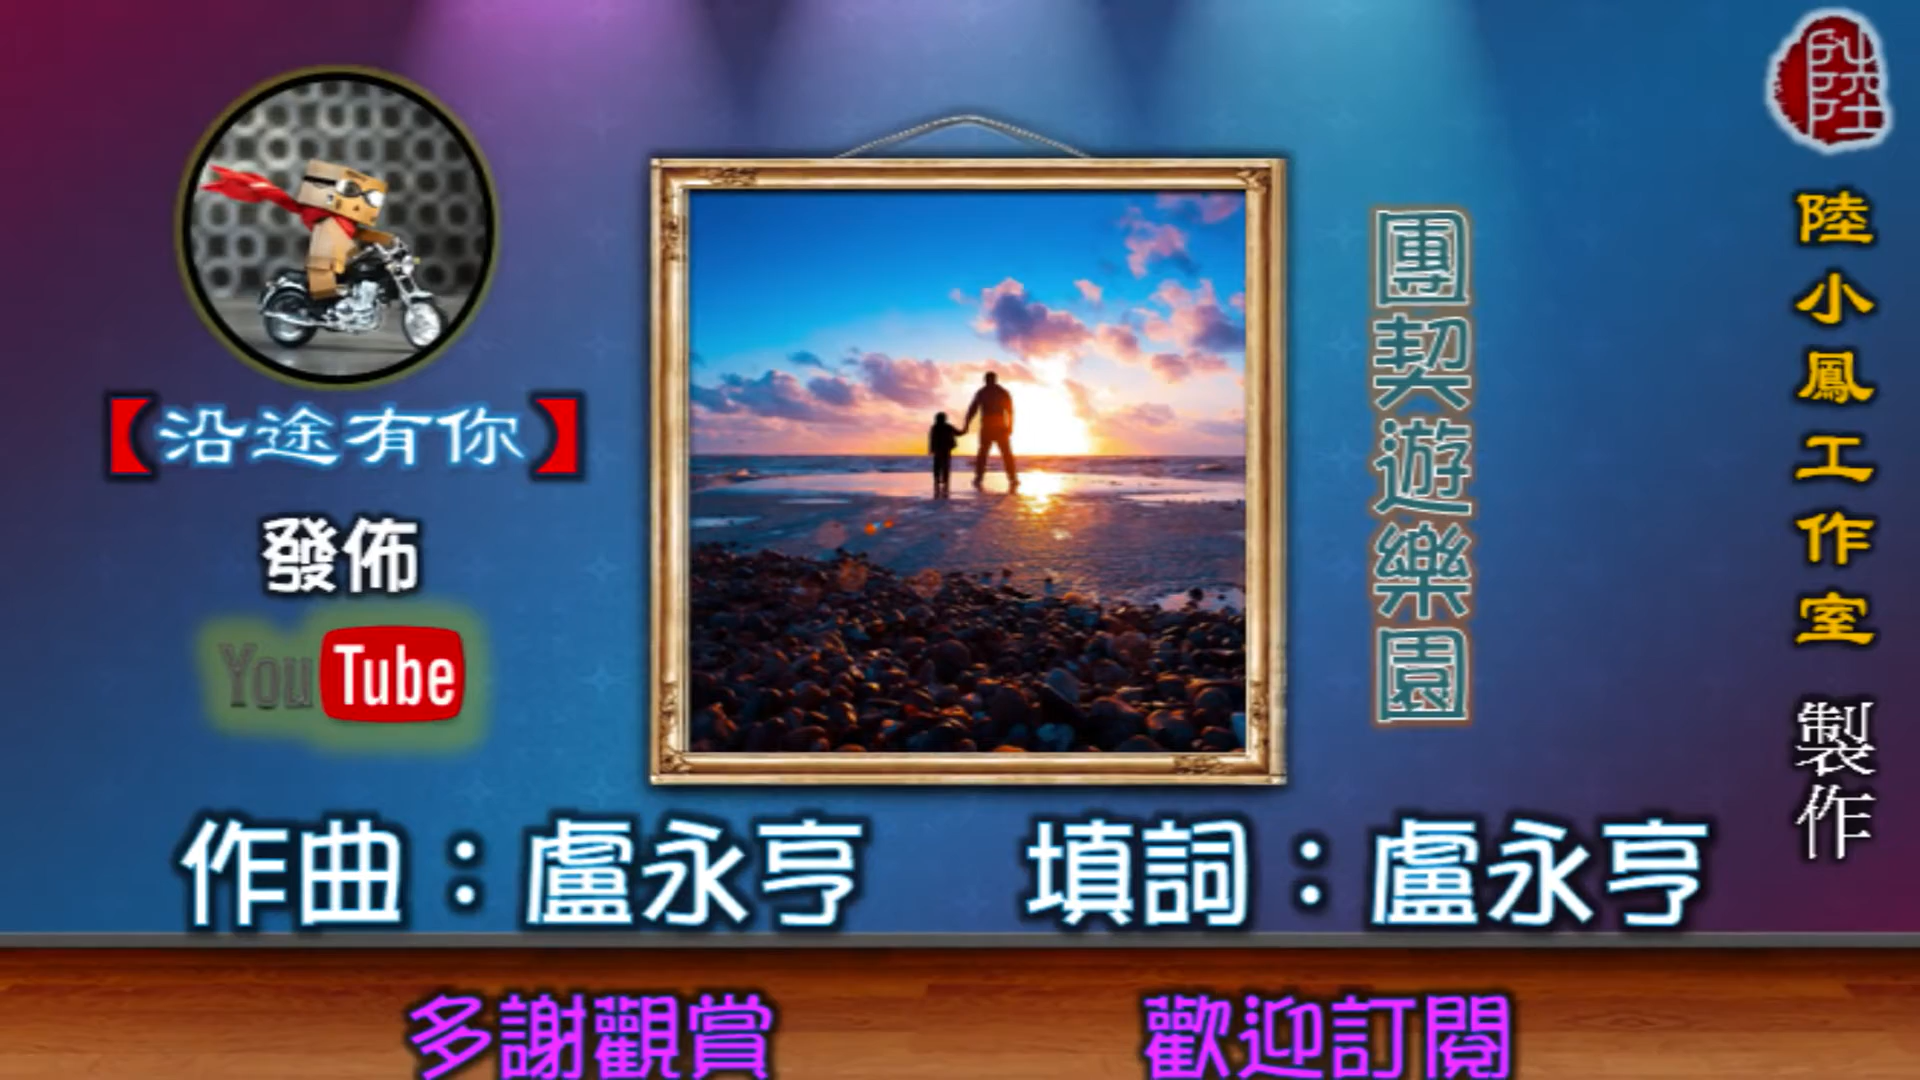 陸
【沿途有你】
發佈
YouTube
團契遊樂園
陸小鳳工作室 製作
作曲：盧永亨 填詞：盧永亨
多謝觀賞 歡迎訂閱